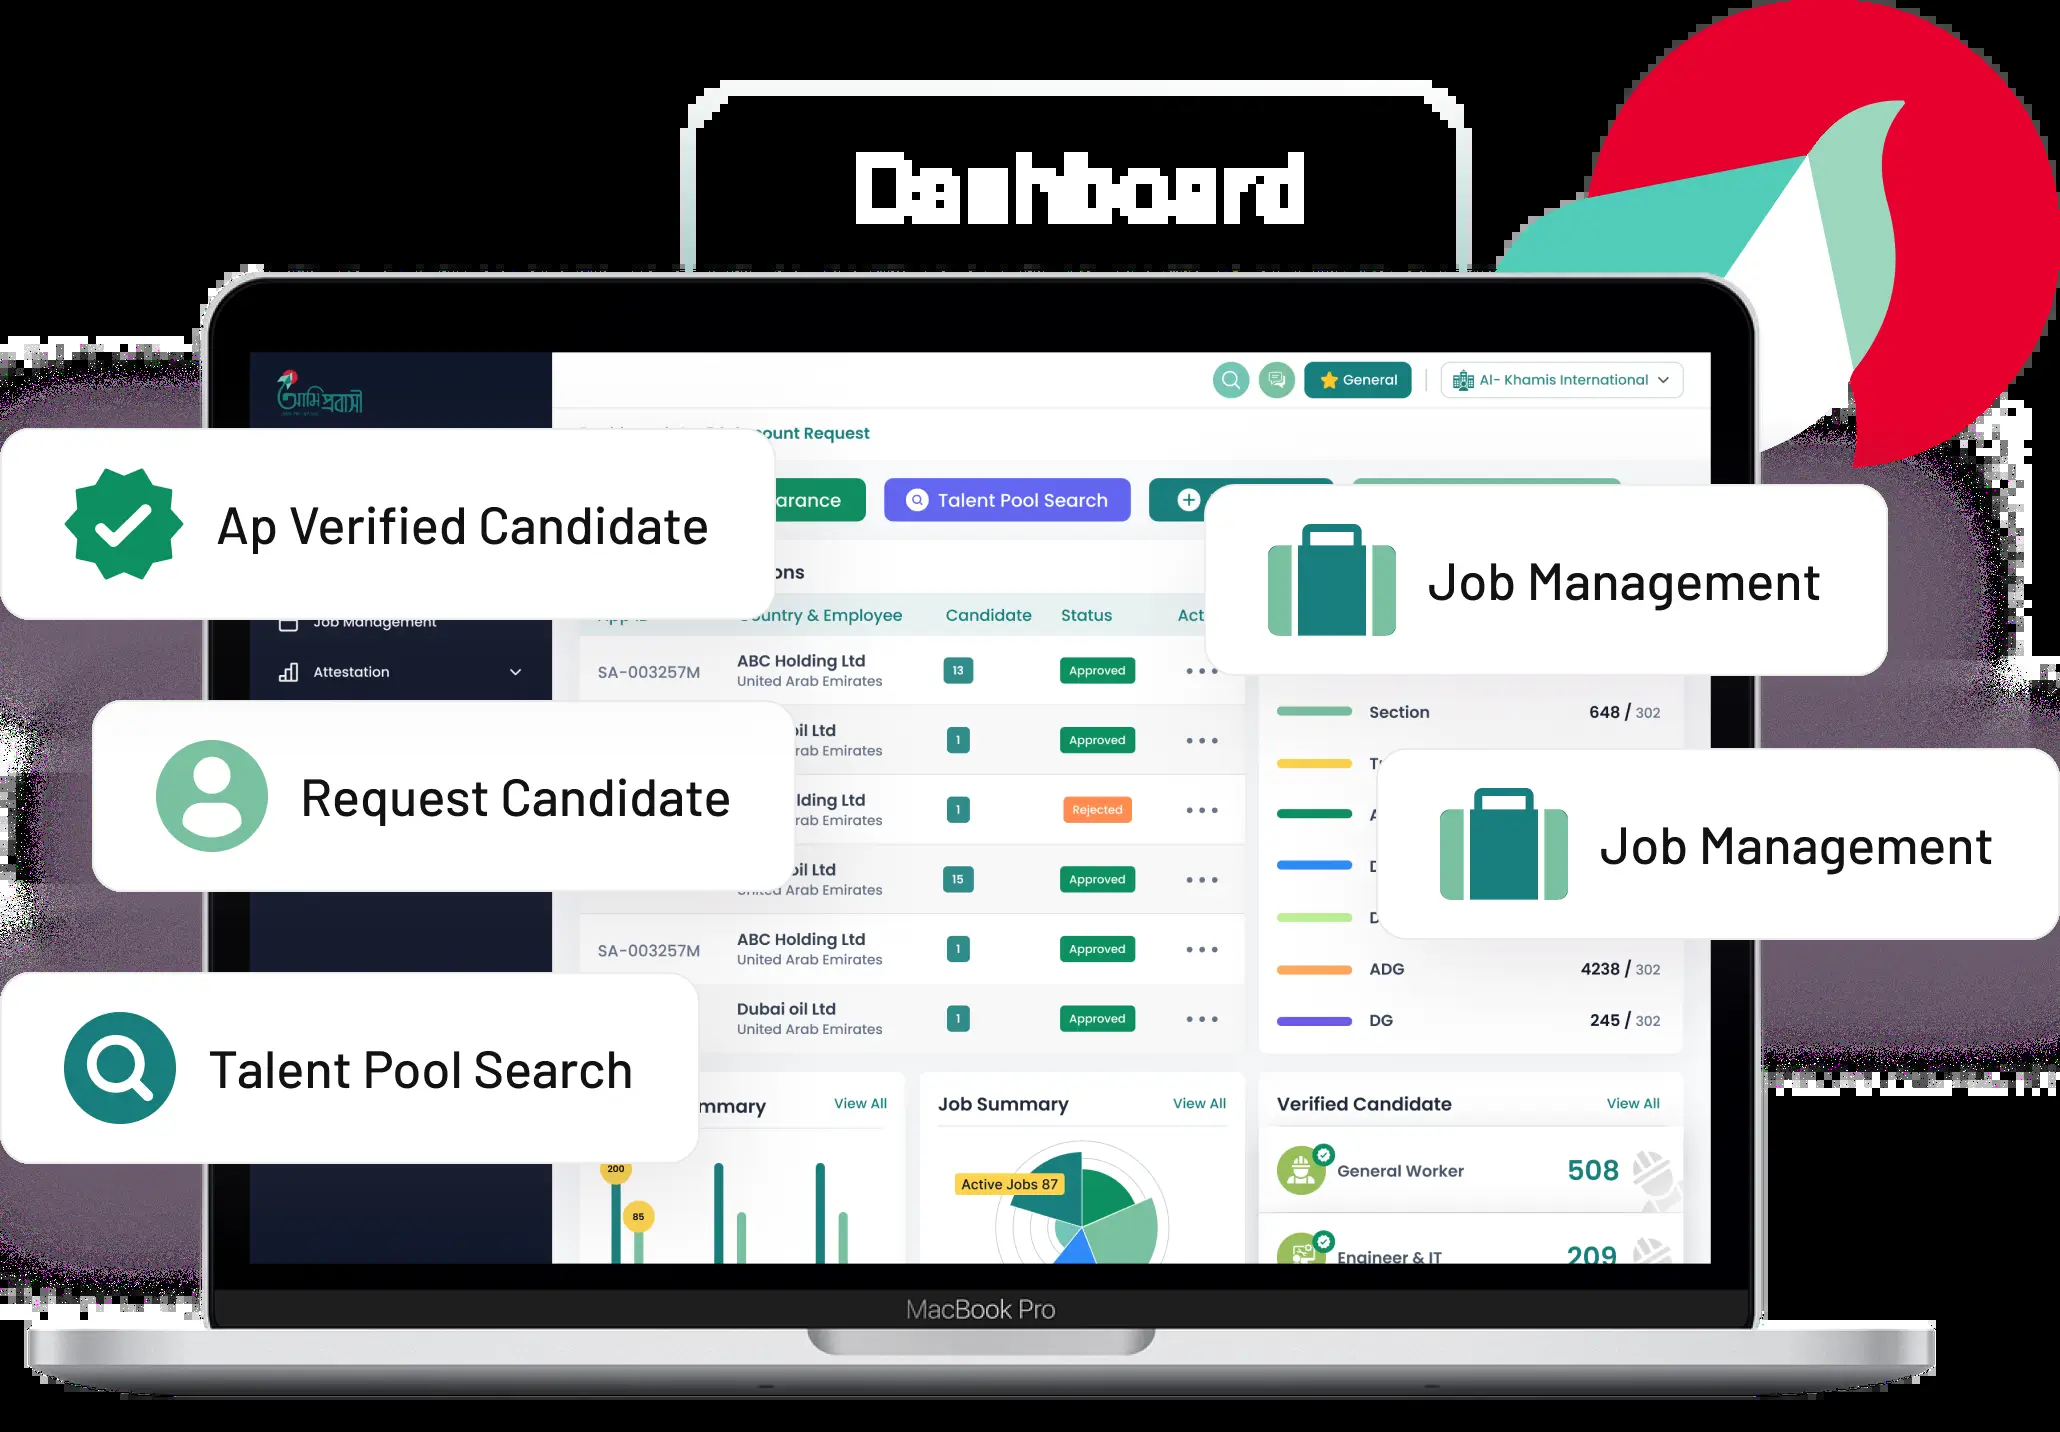 Dashboard
আমি প্রবাসী
General
Al- Khamis International
ount Request
Ap Verified Candidate
arance
Talent Pool Search
Job Management
ons
App ID
Country & Employee
Candidate
Status
Act
Job Management
Attestation
SA-003257M
ABC Holding Ltd
United Arab Emirates
13
Approved
Section
648 / 302
oil Ltd
rab Emirates
1
Approved
Request Candidate
lding Ltd
rab Emirates
1
Rejected
Job Management
oil Ltd
United Arab Emirates
15
Approved
SA-003257M
ABC Holding Ltd
United Arab Emirates
1
Approved
ADG
4238 / 302
Dubai oil Ltd
United Arab Emirates
1
Approved
DG
245 / 302
Talent Pool Search
mmary
View All
Job Summary
View All
Verified Candidate
View All
200
85
Active Jobs 87
General Worker
508
Engineer & IT
209
MacBook Pro